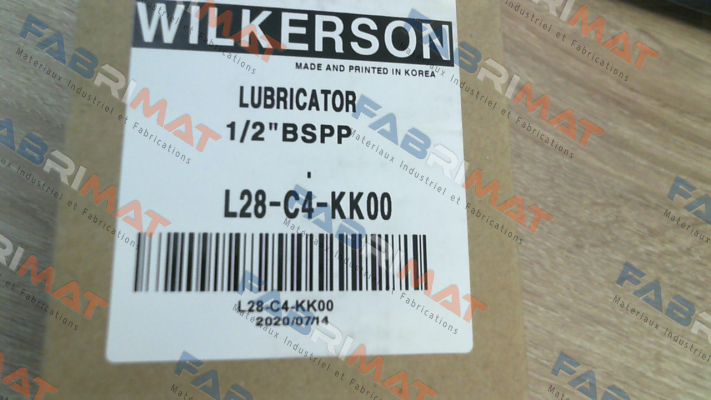 WILKERSON
MADE AND PRINTED IN KOREA
LUBRICATOR
1/2"BSPP
L28-C4-KK00
L28-C4-KK00
2020/07/14
FABRIMAT
Materiaux Industriel et Fabrications